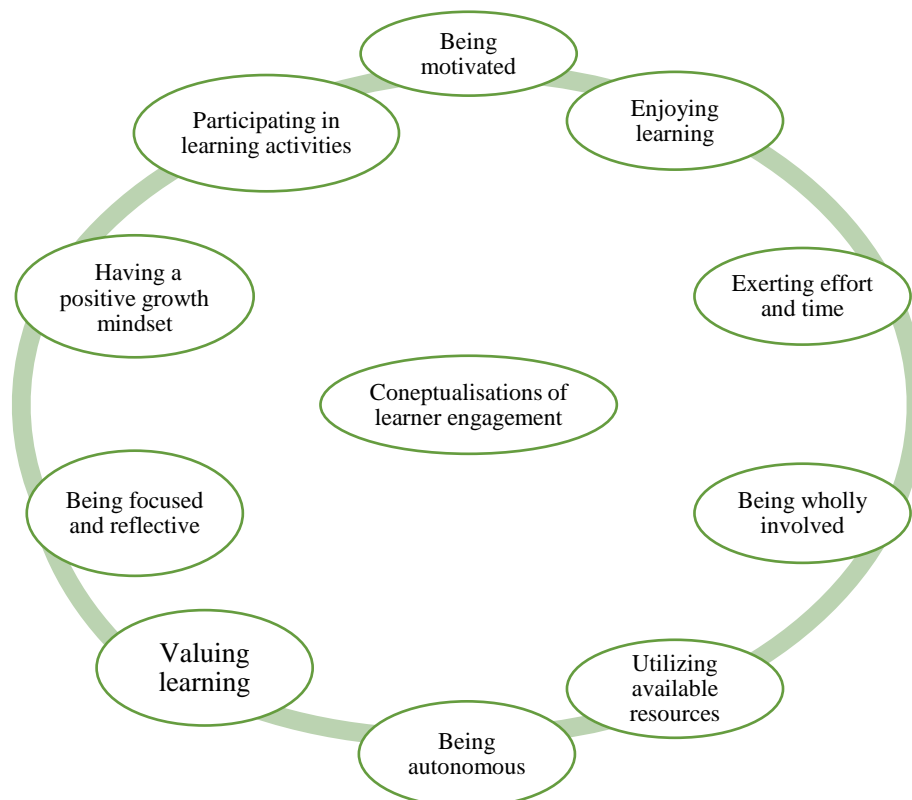 Being
motivated
Enjoying
learning
Exerting effort
and time
Being wholly
involved
Utilizing
available
resources
Being
autonomous
Valuing
learning
Being focused
and reflective
Having a
positive growth
mindset
Participating in
learning activities
Coneptualisations of
learner engagement